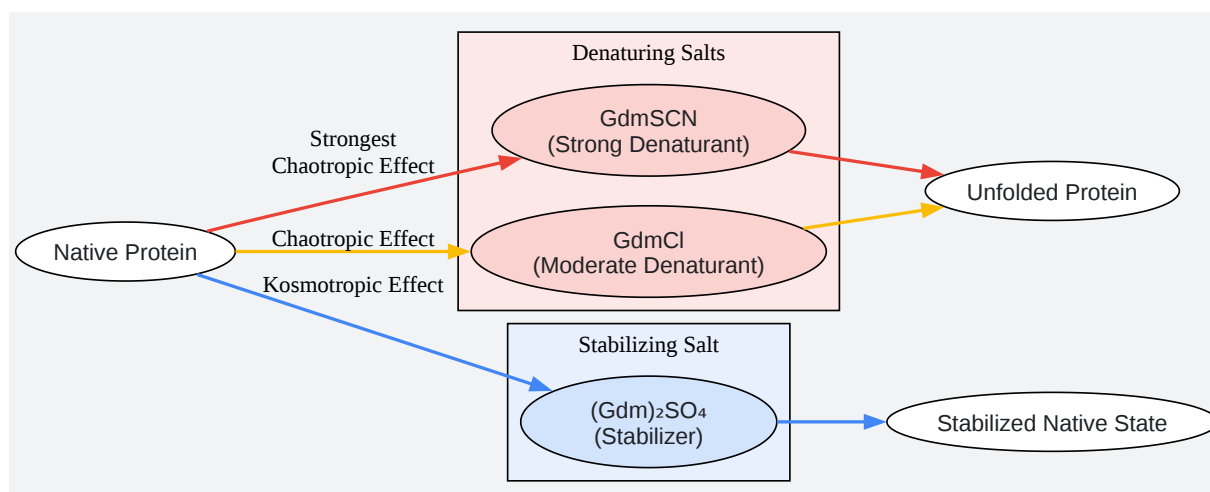 Denaturing Salts
GdmSCN
(Strong Denaturant)
Strongest
Chaotropic Effect
Unfolded Protein
Native Protein
Chaotropic Effect
GdmCl
(Moderate Denaturant)
Kosmotropic Effect
Stabilizing Salt
(Gdm)₂SO₄
(Stabilizer)
Stabilized Native State